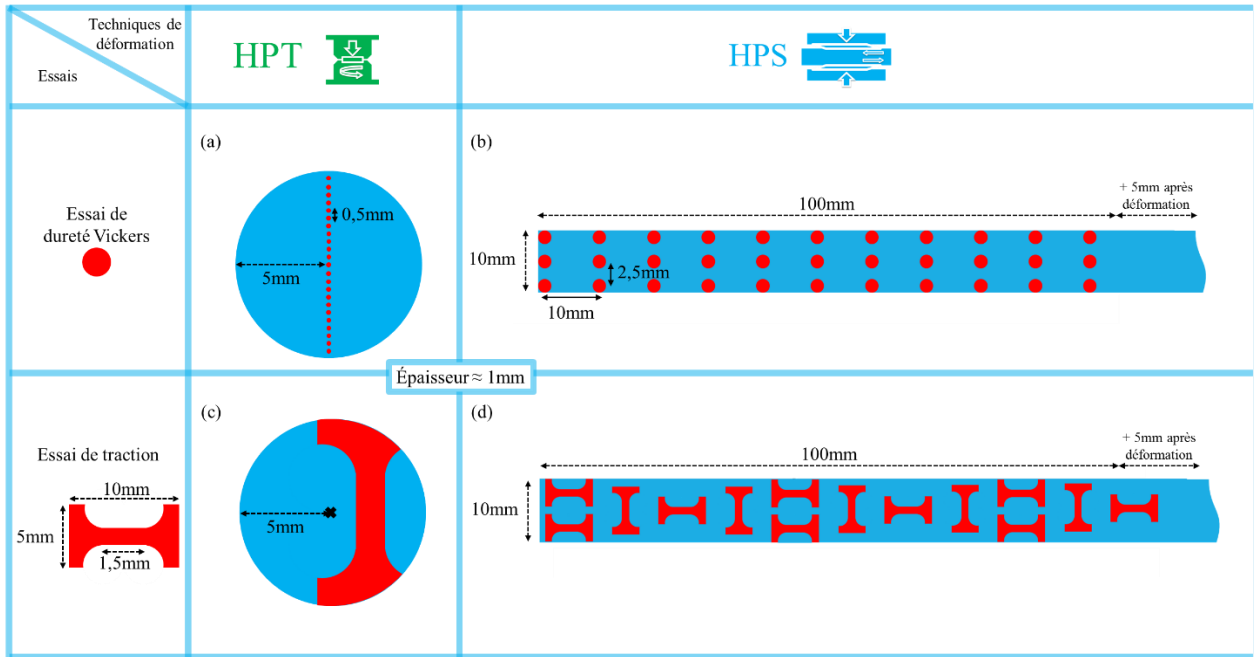 Techniques de
déformation
Essais
HPT
HPS
Essai de
dureté Vickers
(a)
0,5mm
5mm
(b)
+ 5mm après
déformation
100mm
10mm
2,5mm
10mm
Épaisseur ≈ 1mm
Essai de traction
10mm
5mm
1,5mm
(c)
5mm
(d)
+ 5mm après
déformation
100mm
10mm